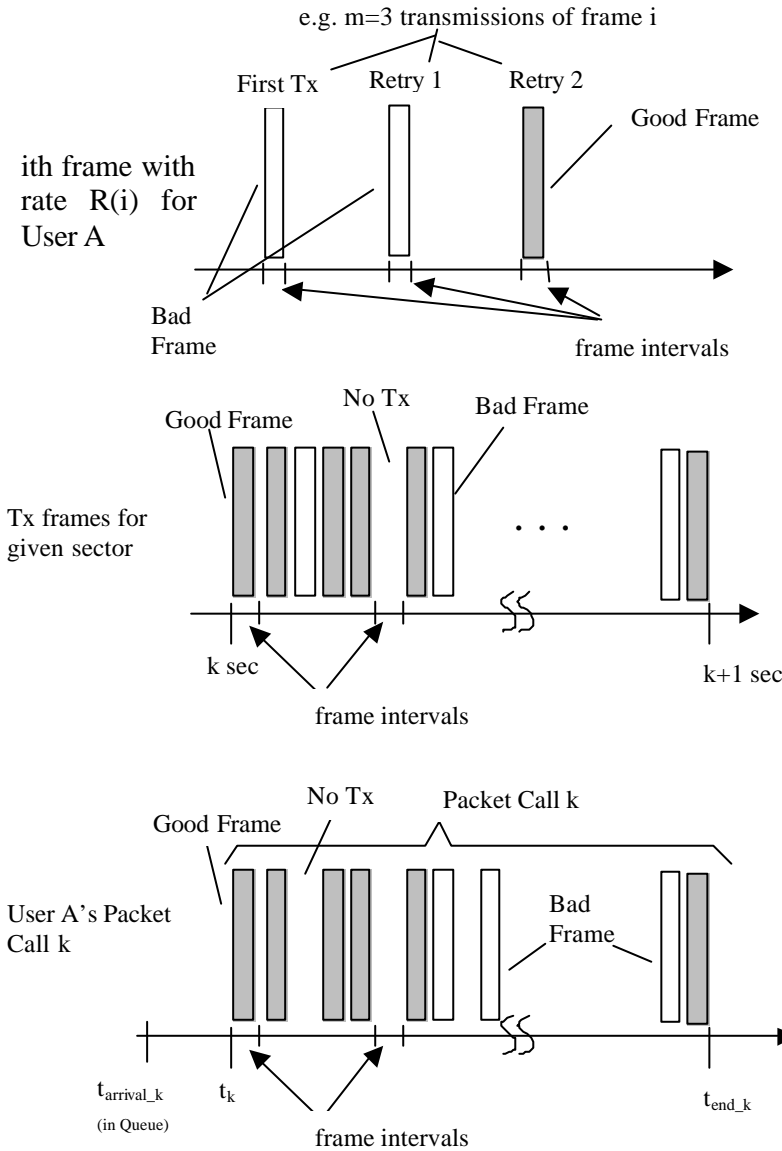 e.g. m=3 transmissions of frame i
First Tx Retry 1 Retry 2
Good Frame
ith frame with
rate R(i) for
User A
Bad
Frame
frame intervals
No Tx
Good Frame
Bad Frame
Tx frames for
given sector
. . .
k sec
k+1 sec
frame intervals
No Tx
Packet Call k
Good Frame
User A's Packet
Call k
Bad
Frame
t_arrival_k
(in Queue)
t_k
t_end_k
frame intervals